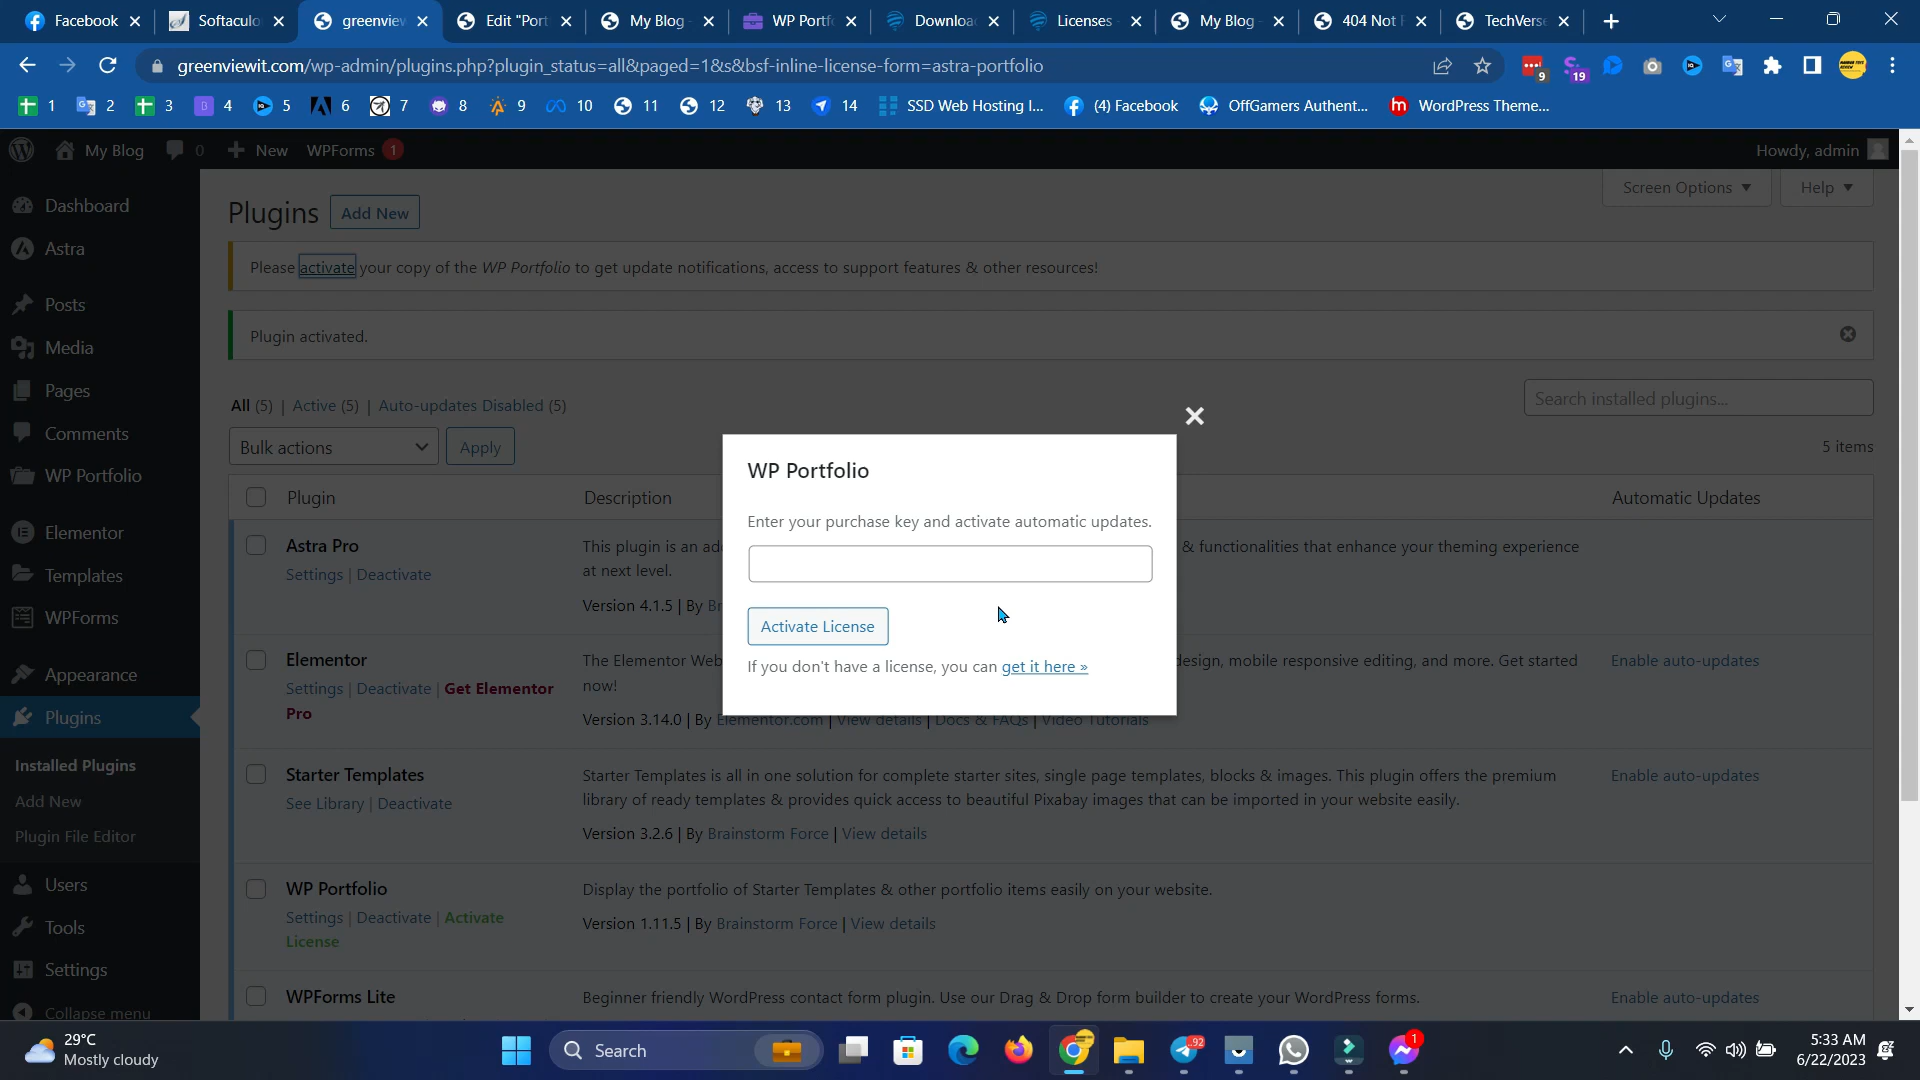 Facebook
Softaculo
greenview
Edit "Port
My Blog
WP Portf
Downloa
Licenses
My Blog
404 Not F
TechVerse
greenviewit.com/wp-admin/plugins.php?plugin_status=all&paged=1&s&bsf-inline-license-form=astra-portfolio
9
19
1
2
3
4
5
6
7
8
9
10
11
12
13
14
SSD Web Hosting I...
(4) Facebook
OffGamers Authent...
WordPress Theme...
My Blog
0
New
WPForms 1
Howdy, admin
Dashboard
Astra
Posts
Media
Pages
Comments
WP Portfolio
Elementor
Templates
WPForms
Appearance
Plugins
Installed Plugins
Add New
Plugin File Editor
Users
Tools
Settings
Collapse menu
Screen Options
Help
Plugins
Add New
Please activate your copy of the WP Portfolio to get update notifications, access to support features & other resources!
Plugin activated.
All (5) | Active (5) | Auto-updates Disabled (5)
Search installed plugins...
Bulk actions
Apply
5 items
Plugin
Description
Automatic Updates
Astra Pro
Settings | Deactivate
This plugin is an ad
& functionalities that enhance your theming experience
at next level.
Version 4.1.5 | By Br
Elementor
Settings | Deactivate | Get Elementor
Pro
The Elementor Web
design, mobile responsive editing, and more. Get started
now!
Version 3.14.0 | By Elementor.com | View details | Docs & FAQs | Video Tutorials
Enable auto-updates
Starter Templates
See Library | Deactivate
Starter Templates is all in one solution for complete starter sites, single page templates, blocks & images. This plugin offers the premium
library of ready templates & provides quick access to beautiful Pixabay images that can be imported in your website easily.
Version 3.2.6 | By Brainstorm Force | View details
Enable auto-updates
WP Portfolio
Settings | Deactivate | Activate
License
Display the portfolio of Starter Templates & other portfolio items easily on your website.
Version 1.11.5 | By Brainstorm Force | View details
WPForms Lite
Beginner friendly WordPress contact form plugin. Use our Drag & Drop form builder to create your WordPress forms.
Enable auto-updates
WP Portfolio
Enter your purchase key and activate automatic updates.
Activate License
If you don't have a license, you can get it here »
29°C
Mostly cloudy
Search
92
1
5:33 AM
6/22/2023